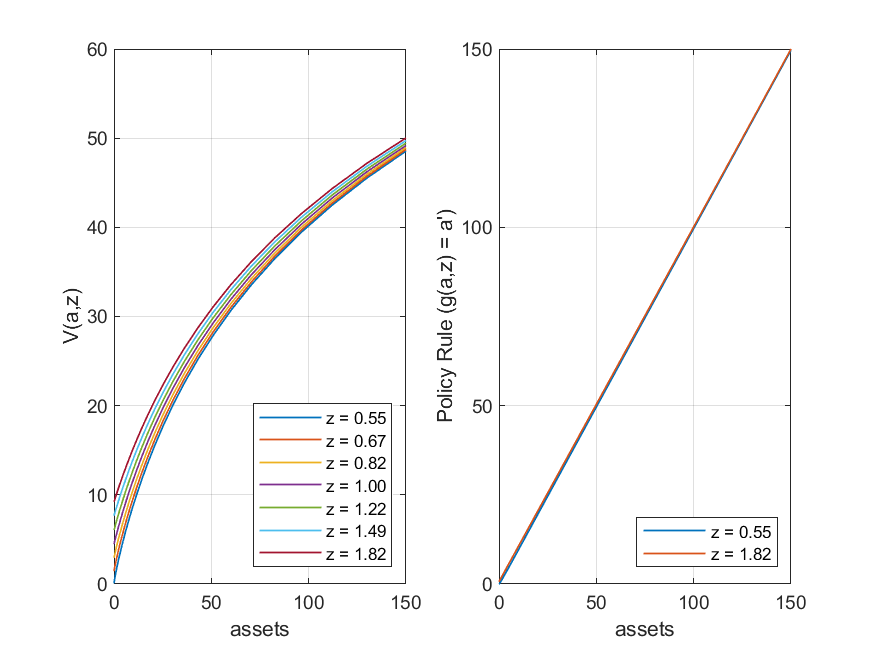 60
50
40
30
20
10
0
0 50 100 150
assets
V(a,z)
z = 0.55
z = 0.67
z = 0.82
z = 1.00
z = 1.22
z = 1.49
z = 1.82
150
100
50
0
0 50 100 150
assets
Policy Rule (g(a,z) = a')
z = 0.55
z = 1.82